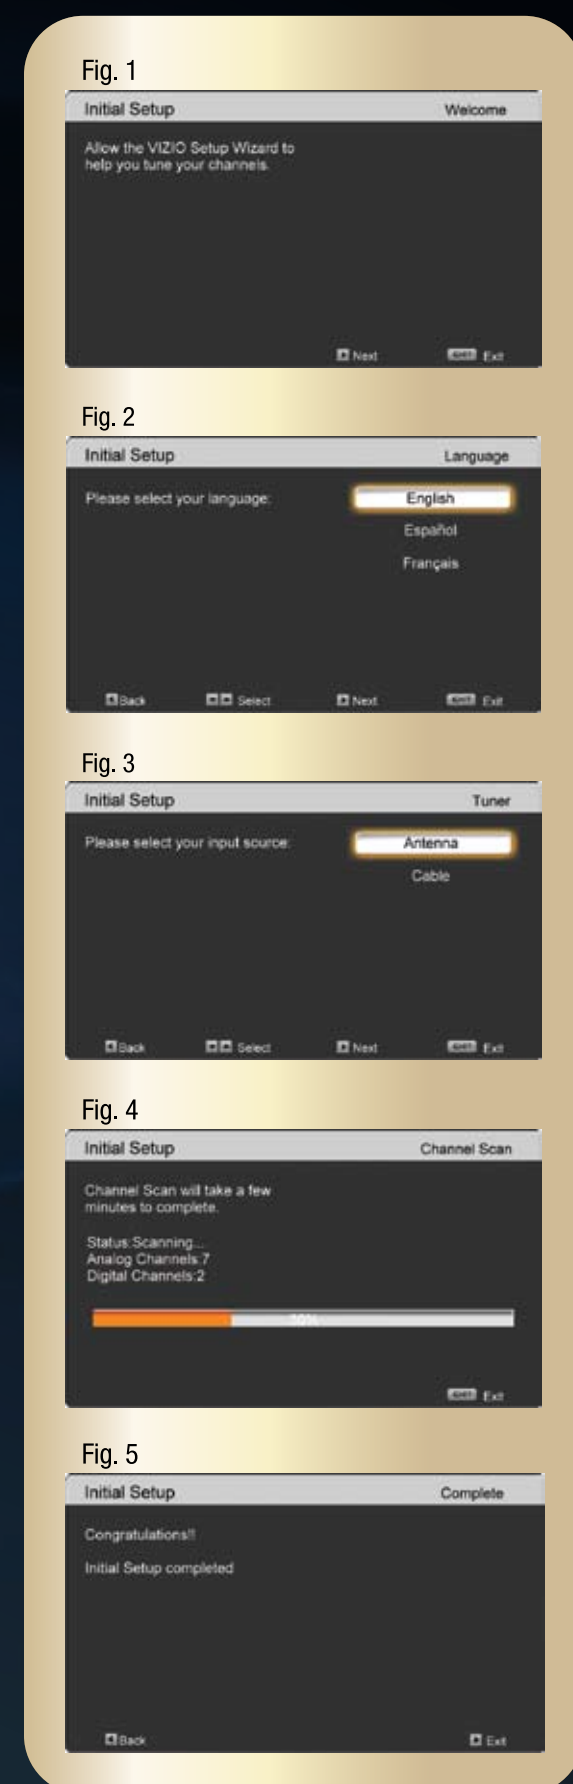 Fig. 1
Initial Setup Welcome
Allow the VIZIO Setup Wizard to
help you tune your channels.
Next Exit
Fig. 2
Initial Setup Language
Please select your language: English
Español
Français
Back Select Next Exit
Fig. 3
Initial Setup Tuner
Please select your input source: Antenna
Cable
Back Select Next Exit
Fig. 4
Initial Setup Channel Scan
Channel Scan will take a few
minutes to complete.
Status:Scanning...
Analog Channels:7
Digital Channels:2
Exit
Fig. 5
Initial Setup Complete
Congratulations!!
Initial Setup completed
Back Exit